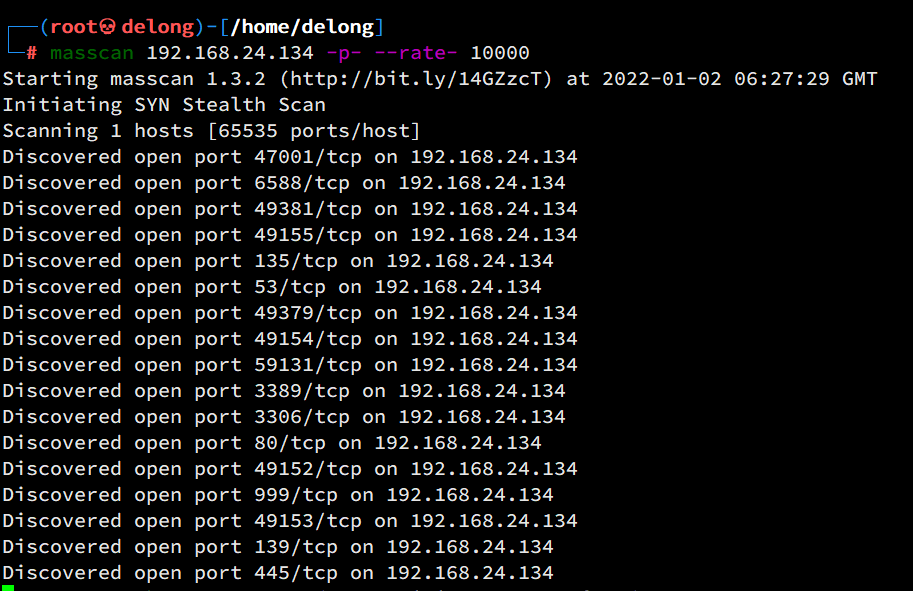 ┌──(root💀delong)-[/home/delong]
└─# masscan 192.168.24.134 -p- --rate- 10000
Starting masscan 1.3.2 (http://bit.ly/14GZzcT) at 2022-01-02 06:27:29 GMT
Initiating SYN Stealth Scan
Scanning 1 hosts [65535 ports/host]
Discovered open port 47001/tcp on 192.168.24.134
Discovered open port 6588/tcp on 192.168.24.134
Discovered open port 49381/tcp on 192.168.24.134
Discovered open port 49155/tcp on 192.168.24.134
Discovered open port 135/tcp on 192.168.24.134
Discovered open port 53/tcp on 192.168.24.134
Discovered open port 49379/tcp on 192.168.24.134
Discovered open port 49154/tcp on 192.168.24.134
Discovered open port 59131/tcp on 192.168.24.134
Discovered open port 3389/tcp on 192.168.24.134
Discovered open port 3306/tcp on 192.168.24.134
Discovered open port 80/tcp on 192.168.24.134
Discovered open port 49152/tcp on 192.168.24.134
Discovered open port 999/tcp on 192.168.24.134
Discovered open port 49153/tcp on 192.168.24.134
Discovered open port 139/tcp on 192.168.24.134
Discovered open port 445/tcp on 192.168.24.134